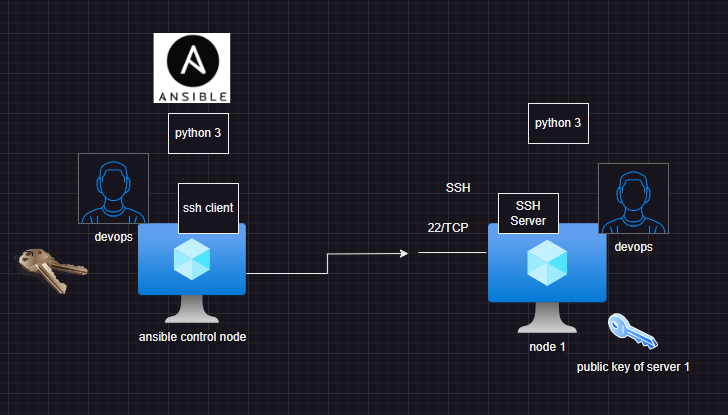 ANSIBLE
python 3
python 3
ssh client
SSH
SSH
Server
22/TCP
devops
devops
ansible control node
node 1
public key of server 1